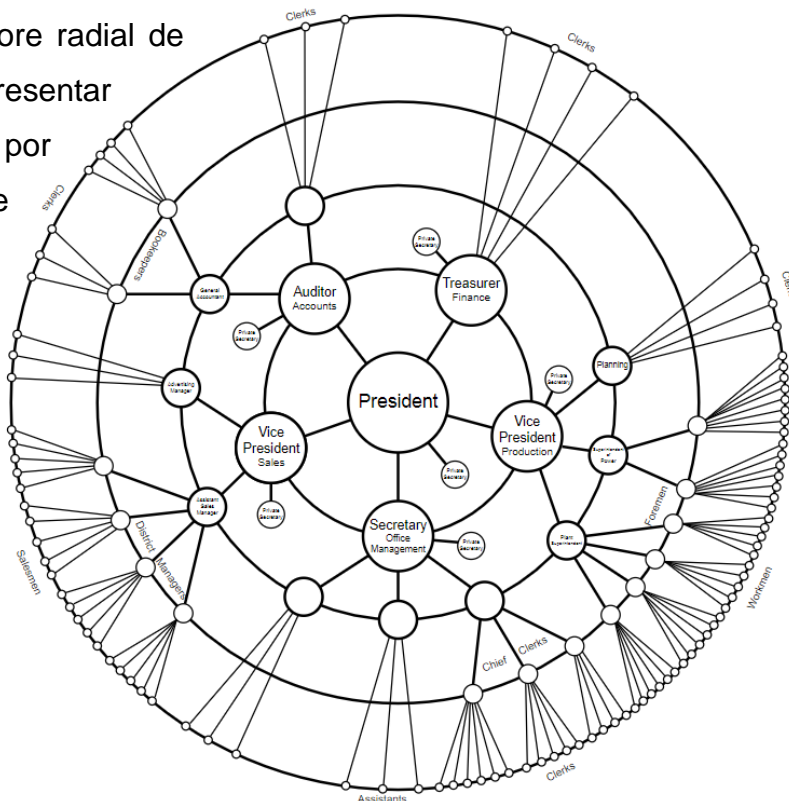 ore radial de
resentar
por
e
Clerks
Clerks
Clerks
Bookkeepers
Private
Secretary
Treasurer
Finance
General
Accountant
Auditor
Accounts
Private
Secretary
Planning
Advertising
Manager
President
Private
Secretary
Vice
President
Sales
Vice
President
Production
Superintendent
of
Power
Private
Secretary
Assistant
Sales
Manager
Private
Secretary
Secretary
Office
Management
Private
Secretary
Plant
Superintendent
Foremen
District Managers
Salesmen
Workmen
Chief Clerks
Clerks
Assistants